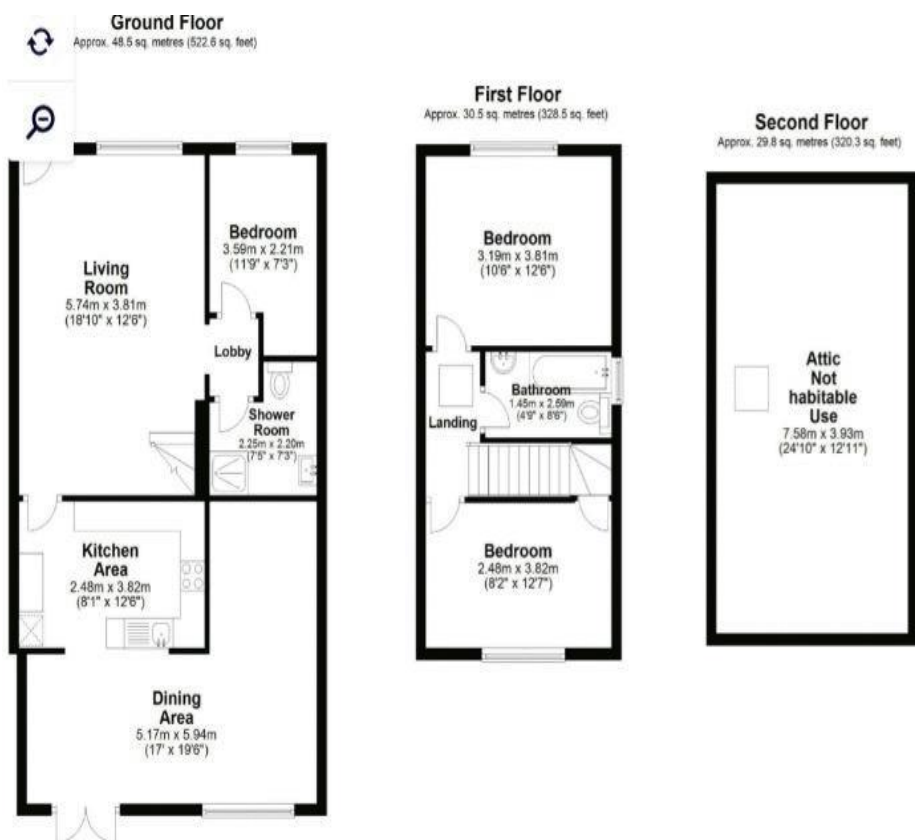 Ground Floor
Approx. 48.5 sq. metres (522.6 sq. feet)
Bedroom
3.59m x 2.21m
(11'9" x 7'3")
Living
Room
5.74m x 3.81m
(18'10" x 12'6")
Lobby
Shower
Room
2.25m x 2.20m
(7'5" x 7'3")
Kitchen
Area
2.48m x 3.82m
(8'1" x 12'6")
Dining
Area
5.17m x 5.94m
(17' x 19'6")
First Floor
Approx. 30.5 sq. metres (328.5 sq. feet)
Bedroom
3.19m x 3.81m
(10'6" x 12'6")
Bathroom
1.45m x 2.59m
(4'9" x 8'6")
Landing
Bedroom
2.48m x 3.82m
(8'2" x 12'7")
Second Floor
Approx. 29.8 sq. metres (320.3 sq. feet)
Attic
Not
habitable
Use
7.58m x 3.93m
(24'10" x 12'11")